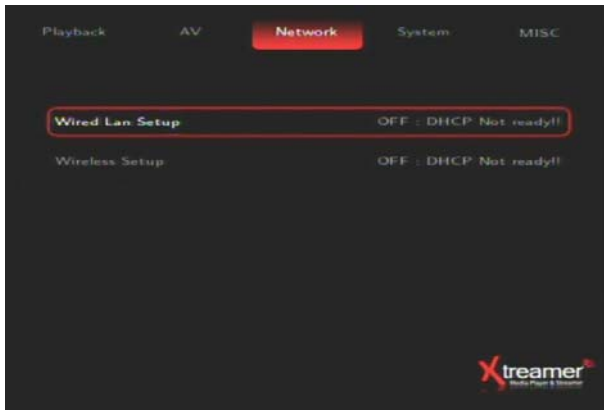 Playback AV Network System MISC
Wired Lan Setup OFF : DHCP Not ready!!
Wireless Setup OFF : DHCP Not ready!!
Xtreamer
Media Player & Streamer